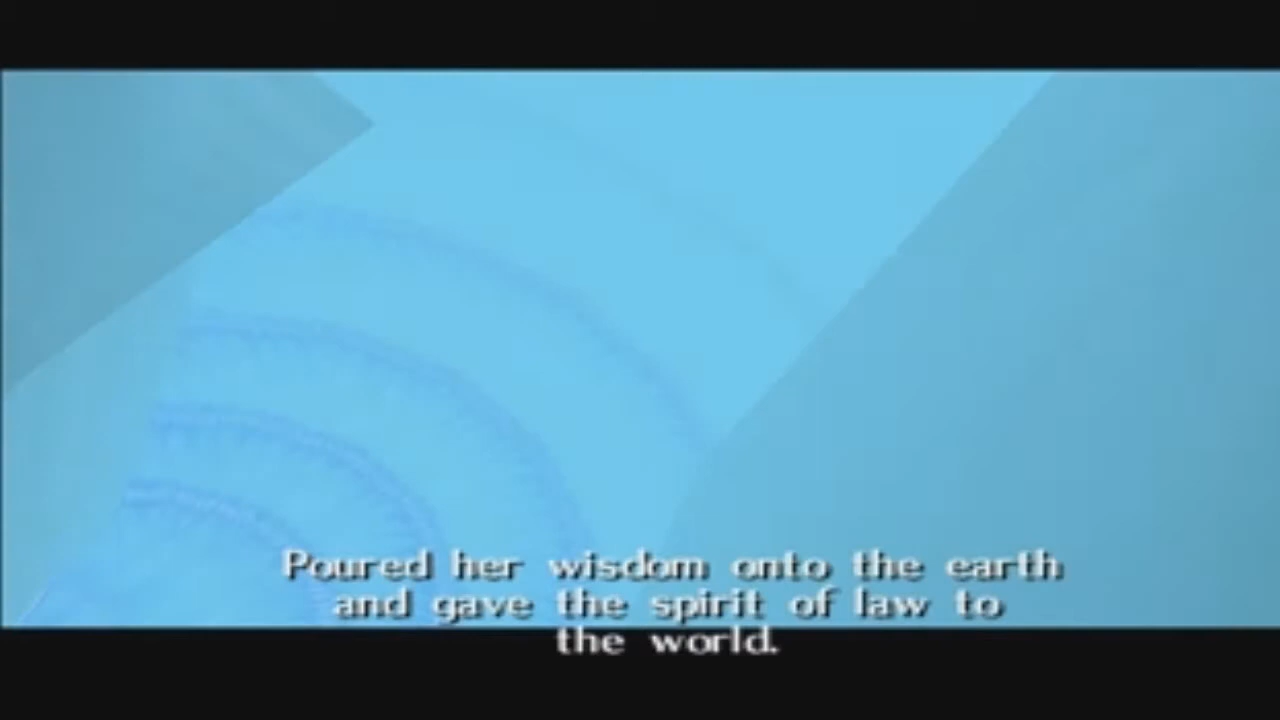 Poured her wisdom onto the earth
and gave the spirit of law to
the world.